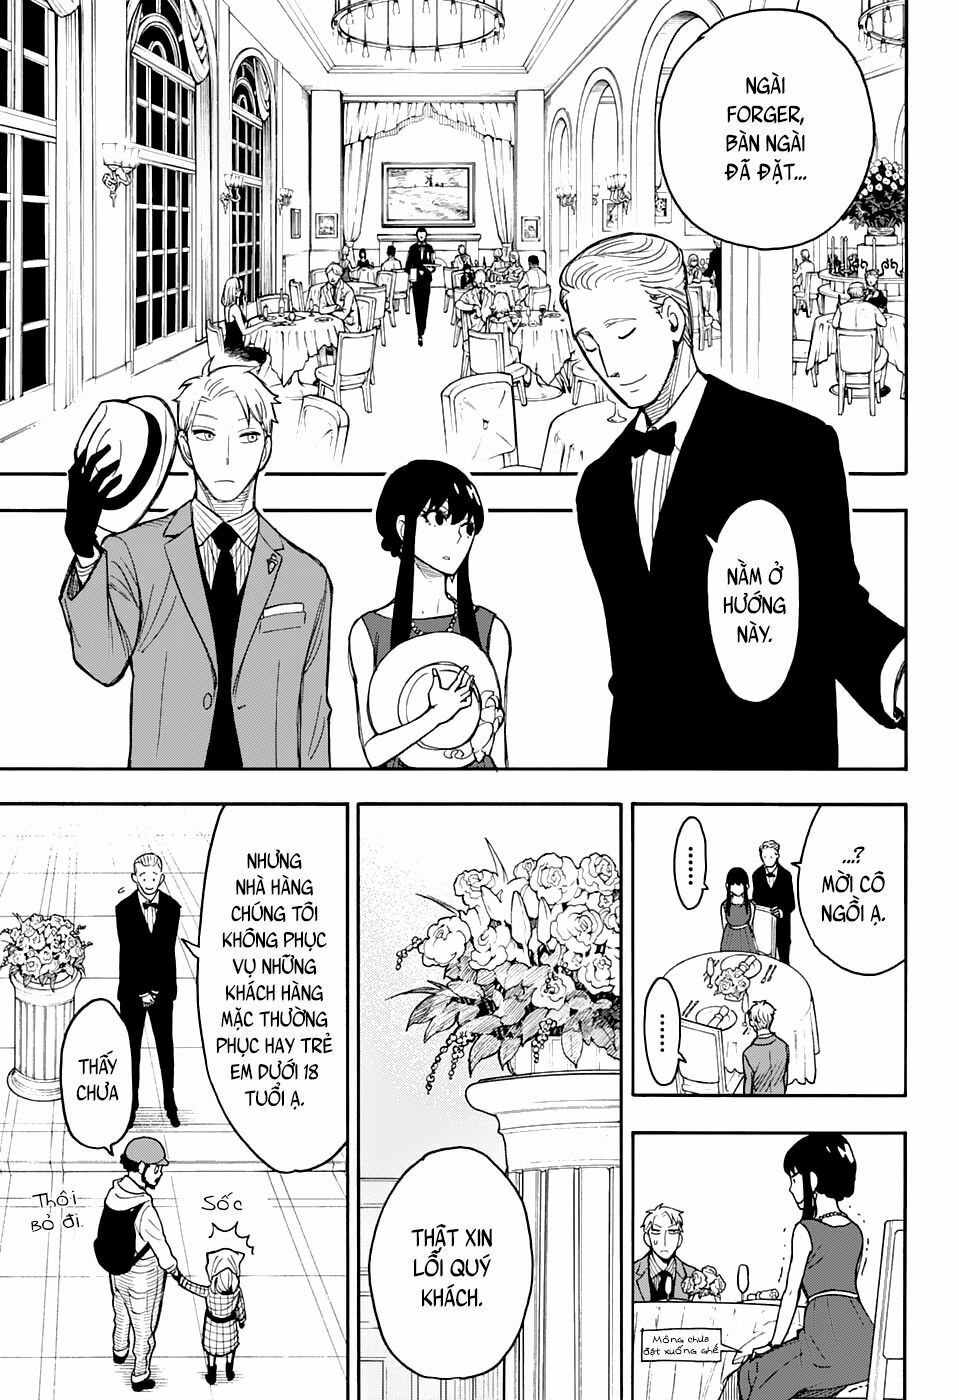 NGÀI
FORGER,
BÀN NGÀI
ĐÃ ĐẶT...
NẰM Ở
HƯỚNG
NÀY.
...?
MỜI CÔ
NGỒI Ạ.
......
......
Mông chưa
đặt xuống ghế
THẬT XIN
LỖI QUÝ
KHÁCH.
NHƯNG
NHÀ HÀNG
CHÚNG TÔI
KHÔNG PHỤC
VỤ NHỮNG
KHÁCH HÀNG
MẶC THƯỜNG
PHỤC HAY TRẺ
EM DƯỚI 18
TUỔI Ạ.
THẤY
CHƯA
Thôi
BỎ đi.
Sốc